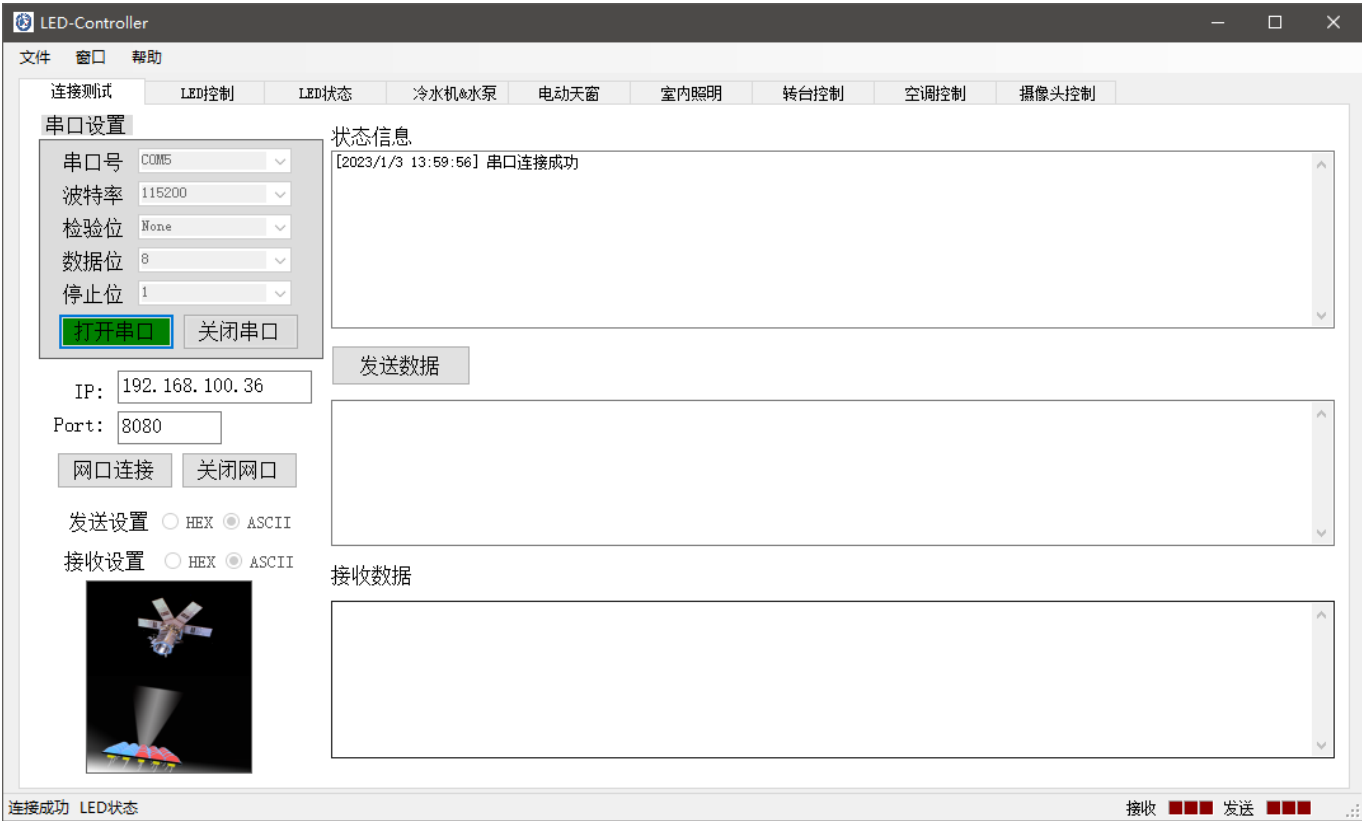 LED-Controller
文件 窗口 帮助
连接测试 LED控制 LED状态 冷水机&水泵 电动天窗 室内照明 转台控制 空调控制 摄像头控制
串口设置
串口号 COM5
波特率 115200
检验位 None
数据位 8
停止位 1
打开串口 关闭串口
IP: 192.168.100.36
Port: 8080
网口连接 关闭网口
发送设置 HEX ASCII
接收设置 HEX ASCII
状态信息
[2023/1/3 13:59:56] 串口连接成功
发送数据
接收数据
连接成功 LED状态 接收 发送